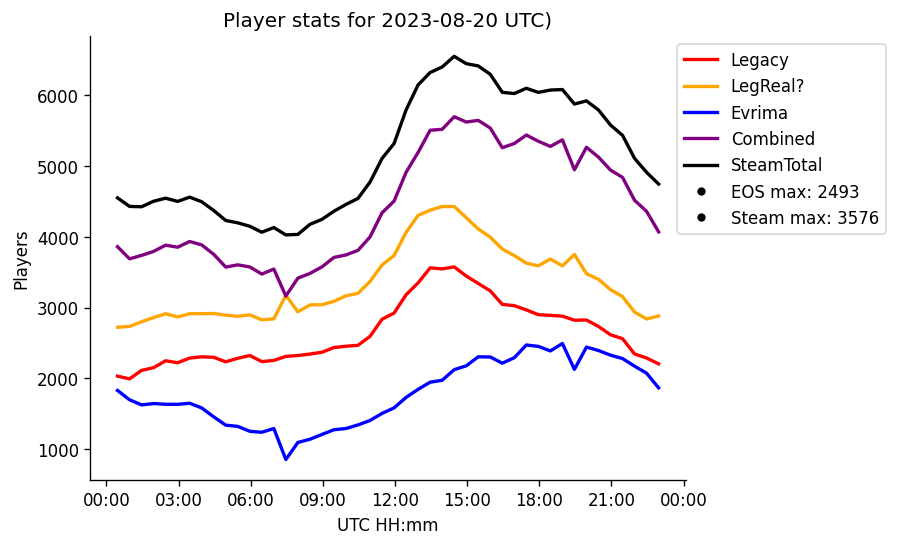 Player stats for 2023-08-20 UTC)
Legacy
LegReal?
Evrima
Combined
SteamTotal
EOS max: 2493
Steam max: 3576
Players
6000
5000
4000
3000
2000
1000
00:00 03:00 06:00 09:00 12:00 15:00 18:00 21:00 00:00
UTC HH:mm